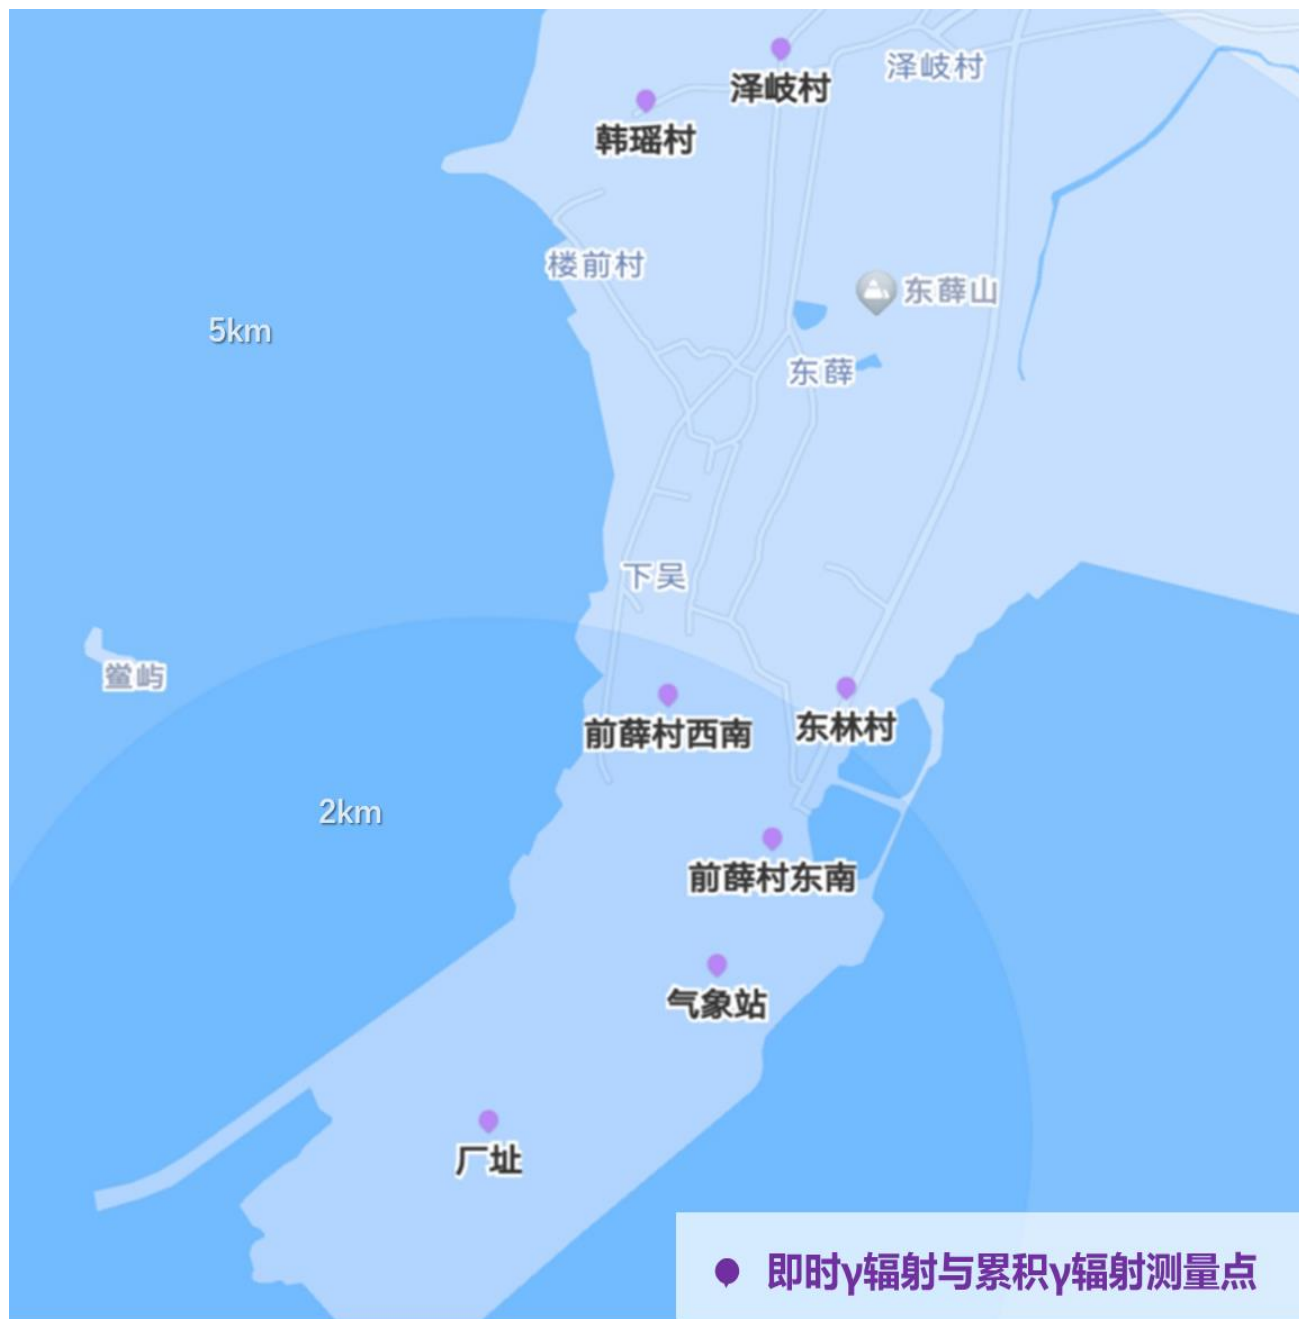 泽岐村
泽岐村
韩瑶村
楼前村
东薛山
5km
东薛
下吴
鲎屿
前薛村西南
东林村
2km
前薛村东南
气象站
厂址
即时γ辐射与累积γ辐射测量点